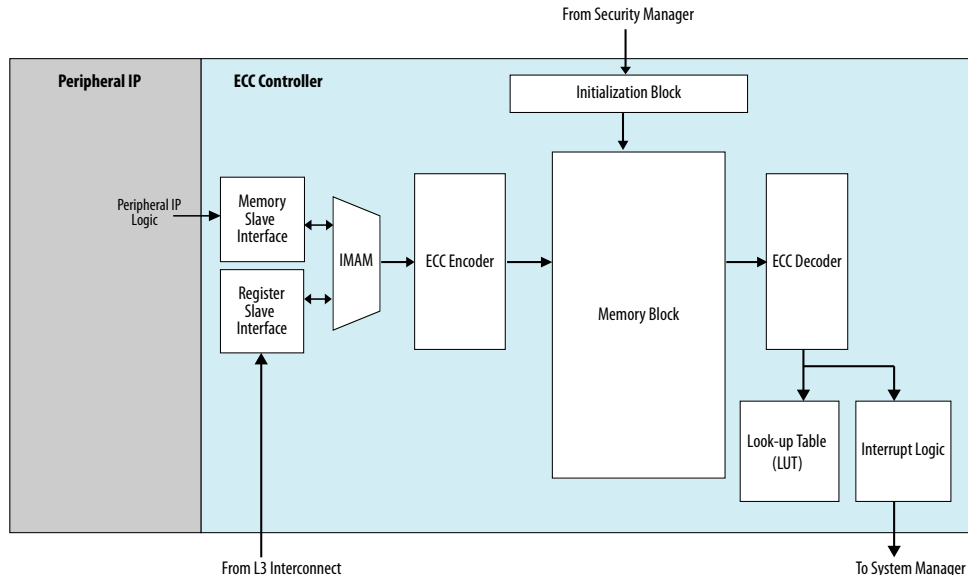 From Security Manager
Peripheral IP
ECC Controller
Initialization Block
Peripheral IP
Logic
Memory
Slave
Interface
Register
Slave
Interface
IMAM
ECC Encoder
Memory Block
ECC Decoder
Look-up Table
(LUT)
Interrupt Logic
From L3 Interconnect
To System Manager